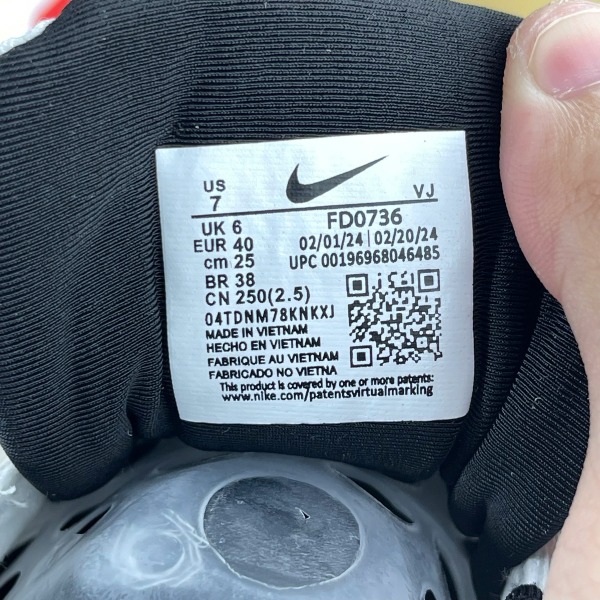 US
7
VJ
UK 6
FD0736
EUR 40
02/01/24 | 02/20/24
cm 25
UPC 00196968046485
BR 38
CN 250(2.5)
04TDNM78KNKXJ
MADE IN VIETNAM
HECHO EN VIETNAM
FABRIQUE AU VIETNAM
FABRICADO NO VIETNA
This product is covered by one or more patents:
www.nike.com/patentsvirtualmarking